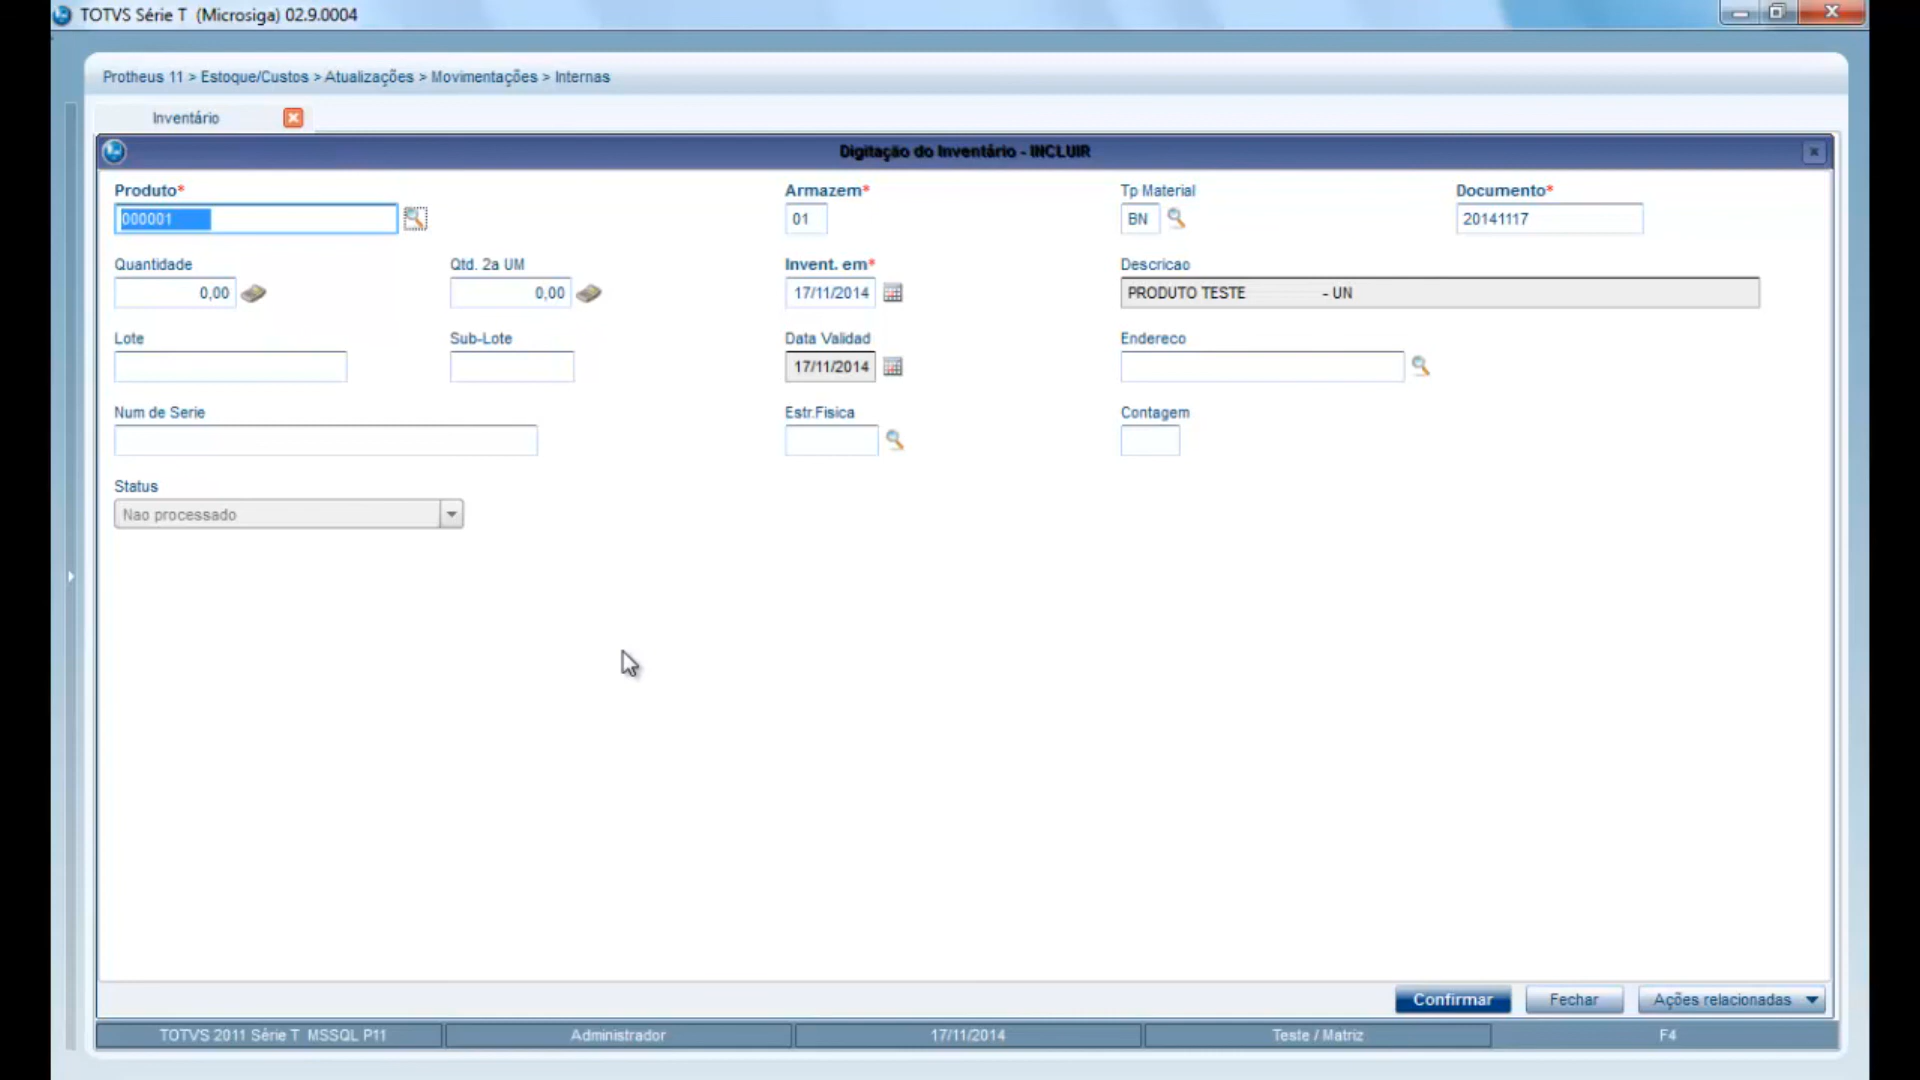 TOTVS Série T (Microsiga) 02.9.0004
Protheus 11 > Estoque/Custos > Atualizações > Movimentações > Internas
Inventário
Digitação do Inventário - INCLUIR
Produto* Armazem* Tp Material Documento*
000001 01 BN 20141117
Quantidade Qtd. 2a UM Invent. em* Descricao
0,00 0,00 17/11/2014 PRODUTO TESTE - UN
Lote Sub-Lote Data Validad Endereco
17/11/2014
Num de Serie Estr.Fisica Contagem
Status
Nao processado
Confirmar Fechar Ações relacionadas
TOTVS 2011 Série T MSSQL P11 Administrador 17/11/2014 Teste / Matriz F4